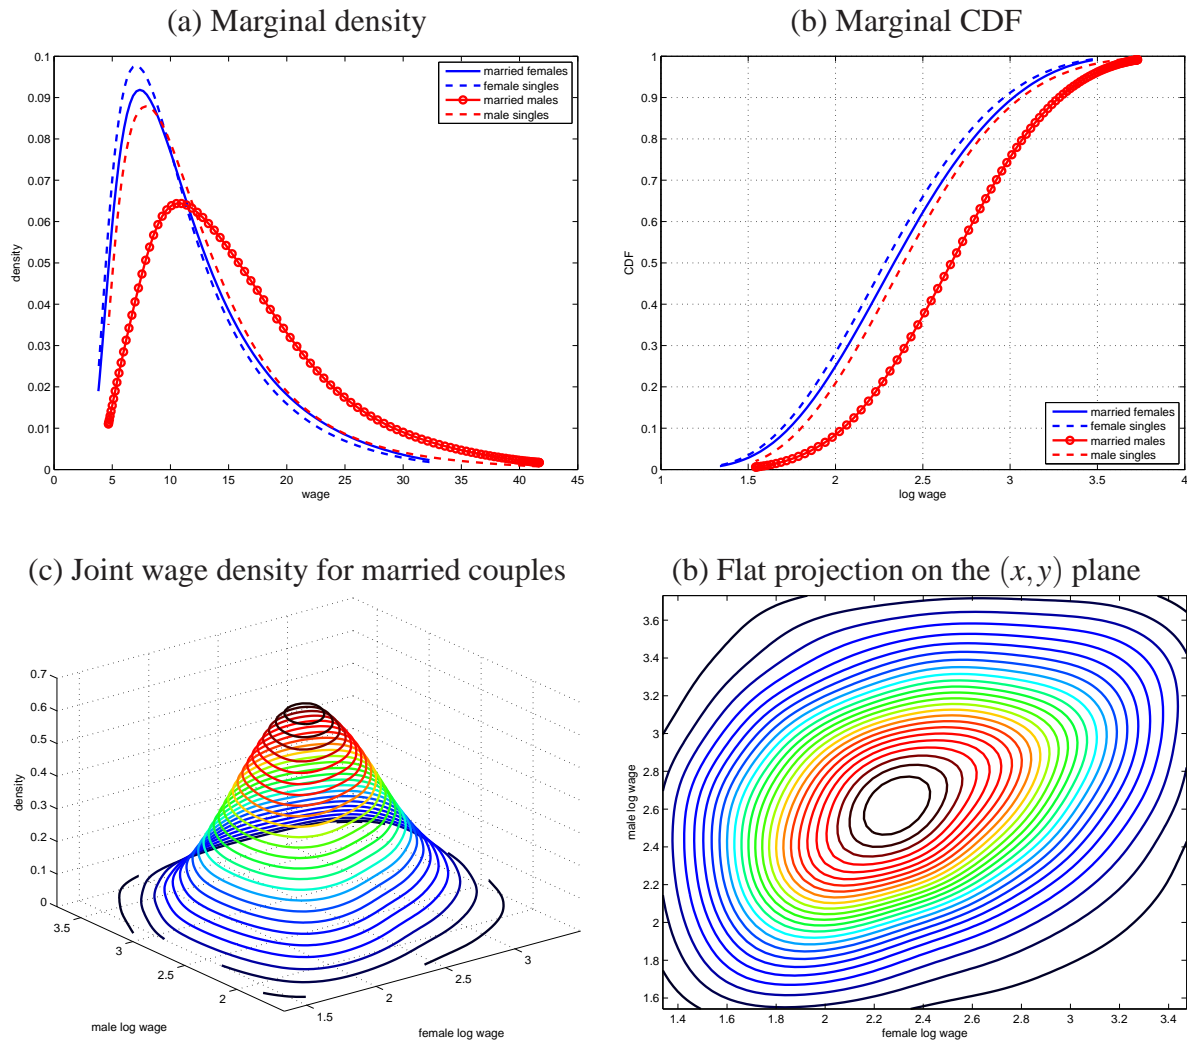 (a) Marginal density
0.1
0.09
0.08
0.07
0.06
0.05
0.04
0.03
0.02
0.01
0
density
married females
female singles
married males
male singles
0 5 10 15 20 25 30 35 40 45
wage
(b) Marginal CDF
1
0.9
0.8
0.7
0.6
0.5
0.4
0.3
0.2
0.1
0
CDF
married females
female singles
married males
male singles
1 1.5 2 2.5 3 3.5 4
log wage
(c) Joint wage density for married couples
0.7
0.6
0.5
0.4
0.3
0.2
0.1
0
density
3.5
3
2.5
2
male log wage
1.5
2
2.5
3
female log wage
(b) Flat projection on the (x,y) plane
3.6
3.4
3.2
3
2.8
2.6
2.4
2.2
2
1.8
1.6
male log wage
1.4 1.6 1.8 2 2.2 2.4 2.6 2.8 3 3.2 3.4
female log wage